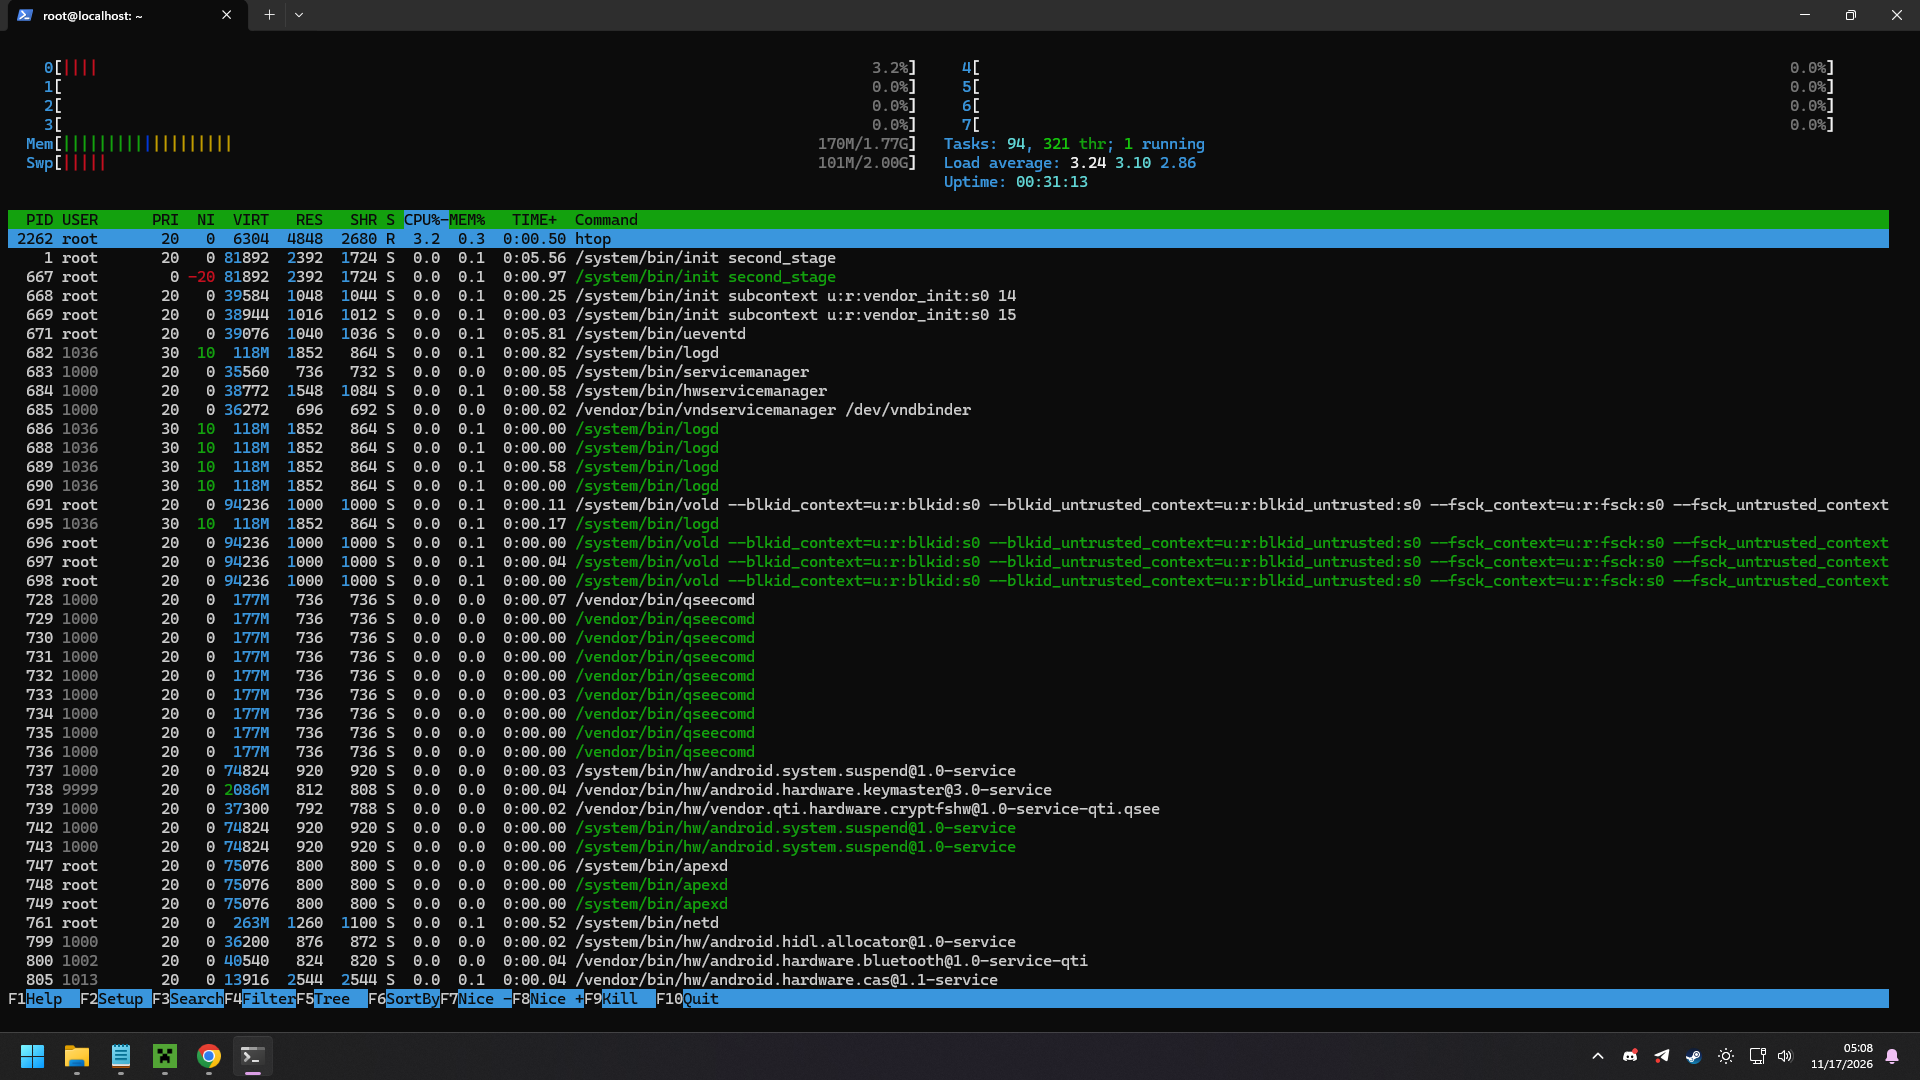 root@localhost: ~
0[|||| 3.2%] 4[ 0.0%]
1[ 0.0%] 5[ 0.0%]
2[ 0.0%] 6[ 0.0%]
3[ 0.0%] 7[ 0.0%]
Mem[||||||||||||||||||| 170M/1.77G] Tasks: 94, 321 thr; 1 running
Swp[||||| 101M/2.00G] Load average: 3.24 3.10 2.86
Uptime: 00:31:13
PID USER PRI NI VIRT RES SHR S CPU%-MEM% TIME+ Command
2262 root 20 0 6304 4848 2680 R 3.2 0.3 0:00.50 htop
1 root 20 0 81892 2392 1724 S 0.0 0.1 0:05.56 /system/bin/init second_stage
667 root 0 -20 81892 2392 1724 S 0.0 0.1 0:00.97 /system/bin/init second_stage
668 root 20 0 39584 1048 1044 S 0.0 0.1 0:00.25 /system/bin/init subcontext u:r:vendor_init:s0 14
669 root 20 0 38944 1016 1012 S 0.0 0.1 0:00.03 /system/bin/init subcontext u:r:vendor_init:s0 15
671 root 20 0 39076 1040 1036 S 0.0 0.1 0:05.81 /system/bin/ueventd
682 1036 30 10 118M 1852 864 S 0.0 0.1 0:00.82 /system/bin/logd
683 1000 20 0 35560 736 732 S 0.0 0.0 0:00.05 /system/bin/servicemanager
684 1000 20 0 38772 1548 1084 S 0.0 0.1 0:00.58 /system/bin/hwservicemanager
685 1000 20 0 36272 696 692 S 0.0 0.0 0:00.02 /vendor/bin/vndservicemanager /dev/vndbinder
686 1036 30 10 118M 1852 864 S 0.0 0.1 0:00.00 /system/bin/logd
688 1036 30 10 118M 1852 864 S 0.0 0.1 0:00.00 /system/bin/logd
689 1036 30 10 118M 1852 864 S 0.0 0.1 0:00.58 /system/bin/logd
690 1036 30 10 118M 1852 864 S 0.0 0.1 0:00.00 /system/bin/logd
691 root 20 0 94236 1000 1000 S 0.0 0.1 0:00.11 /system/bin/vold --blkid_context=u:r:blkid:s0 --blkid_untrusted_context=u:r:blkid_untrusted:s0 --fsck_context=u:r:fsck:s0 --fsck_untrusted_context
695 1036 30 10 118M 1852 864 S 0.0 0.1 0:00.17 /system/bin/logd
696 root 20 0 94236 1000 1000 S 0.0 0.1 0:00.00 /system/bin/vold --blkid_context=u:r:blkid:s0 --blkid_untrusted_context=u:r:blkid_untrusted:s0 --fsck_context=u:r:fsck:s0 --fsck_untrusted_context
697 root 20 0 94236 1000 1000 S 0.0 0.1 0:00.04 /system/bin/vold --blkid_context=u:r:blkid:s0 --blkid_untrusted_context=u:r:blkid_untrusted:s0 --fsck_context=u:r:fsck:s0 --fsck_untrusted_context
698 root 20 0 94236 1000 1000 S 0.0 0.1 0:00.00 /system/bin/vold --blkid_context=u:r:blkid:s0 --blkid_untrusted_context=u:r:blkid_untrusted:s0 --fsck_context=u:r:fsck:s0 --fsck_untrusted_context
728 1000 20 0 177M 736 736 S 0.0 0.0 0:00.07 /vendor/bin/qseecomd
729 1000 20 0 177M 736 736 S 0.0 0.0 0:00.00 /vendor/bin/qseecomd
730 1000 20 0 177M 736 736 S 0.0 0.0 0:00.00 /vendor/bin/qseecomd
731 1000 20 0 177M 736 736 S 0.0 0.0 0:00.00 /vendor/bin/qseecomd
732 1000 20 0 177M 736 736 S 0.0 0.0 0:00.00 /vendor/bin/qseecomd
733 1000 20 0 177M 736 736 S 0.0 0.0 0:00.03 /vendor/bin/qseecomd
734 1000 20 0 177M 736 736 S 0.0 0.0 0:00.00 /vendor/bin/qseecomd
735 1000 20 0 177M 736 736 S 0.0 0.0 0:00.00 /vendor/bin/qseecomd
736 1000 20 0 177M 736 736 S 0.0 0.0 0:00.00 /vendor/bin/qseecomd
737 1000 20 0 74824 920 920 S 0.0 0.0 0:00.03 /system/bin/hw/android.system.suspend@1.0-service
738 9999 20 0 2086M 812 808 S 0.0 0.0 0:00.04 /vendor/bin/hw/android.hardware.keymaster@3.0-service
739 1000 20 0 37300 792 788 S 0.0 0.0 0:00.02 /vendor/bin/hw/vendor.qti.hardware.cryptfshw@1.0-service-qti.qsee
742 1000 20 0 74824 920 920 S 0.0 0.0 0:00.00 /system/bin/hw/android.system.suspend@1.0-service
743 1000 20 0 74824 920 920 S 0.0 0.0 0:00.00 /system/bin/hw/android.system.suspend@1.0-service
747 root 20 0 75076 800 800 S 0.0 0.0 0:00.06 /system/bin/apexd
748 root 20 0 75076 800 800 S 0.0 0.0 0:00.00 /system/bin/apexd
749 root 20 0 75076 800 800 S 0.0 0.0 0:00.00 /system/bin/apexd
761 root 20 0 263M 1260 1100 S 0.0 0.1 0:00.52 /system/bin/netd
799 1000 20 0 36200 876 872 S 0.0 0.0 0:00.02 /system/bin/hw/android.hidl.allocator@1.0-service
800 1002 20 0 40540 824 820 S 0.0 0.0 0:00.04 /vendor/bin/hw/android.hardware.bluetooth@1.0-service-qti
805 1013 20 0 13916 2544 2544 S 0.0 0.1 0:00.04 /vendor/bin/hw/android.hardware.cas@1.1-service
F1Help F2Setup F3SearchF4FilterF5Tree F6SortByF7Nice -F8Nice +F9Kill F10Quit
05:08
11/17/2026